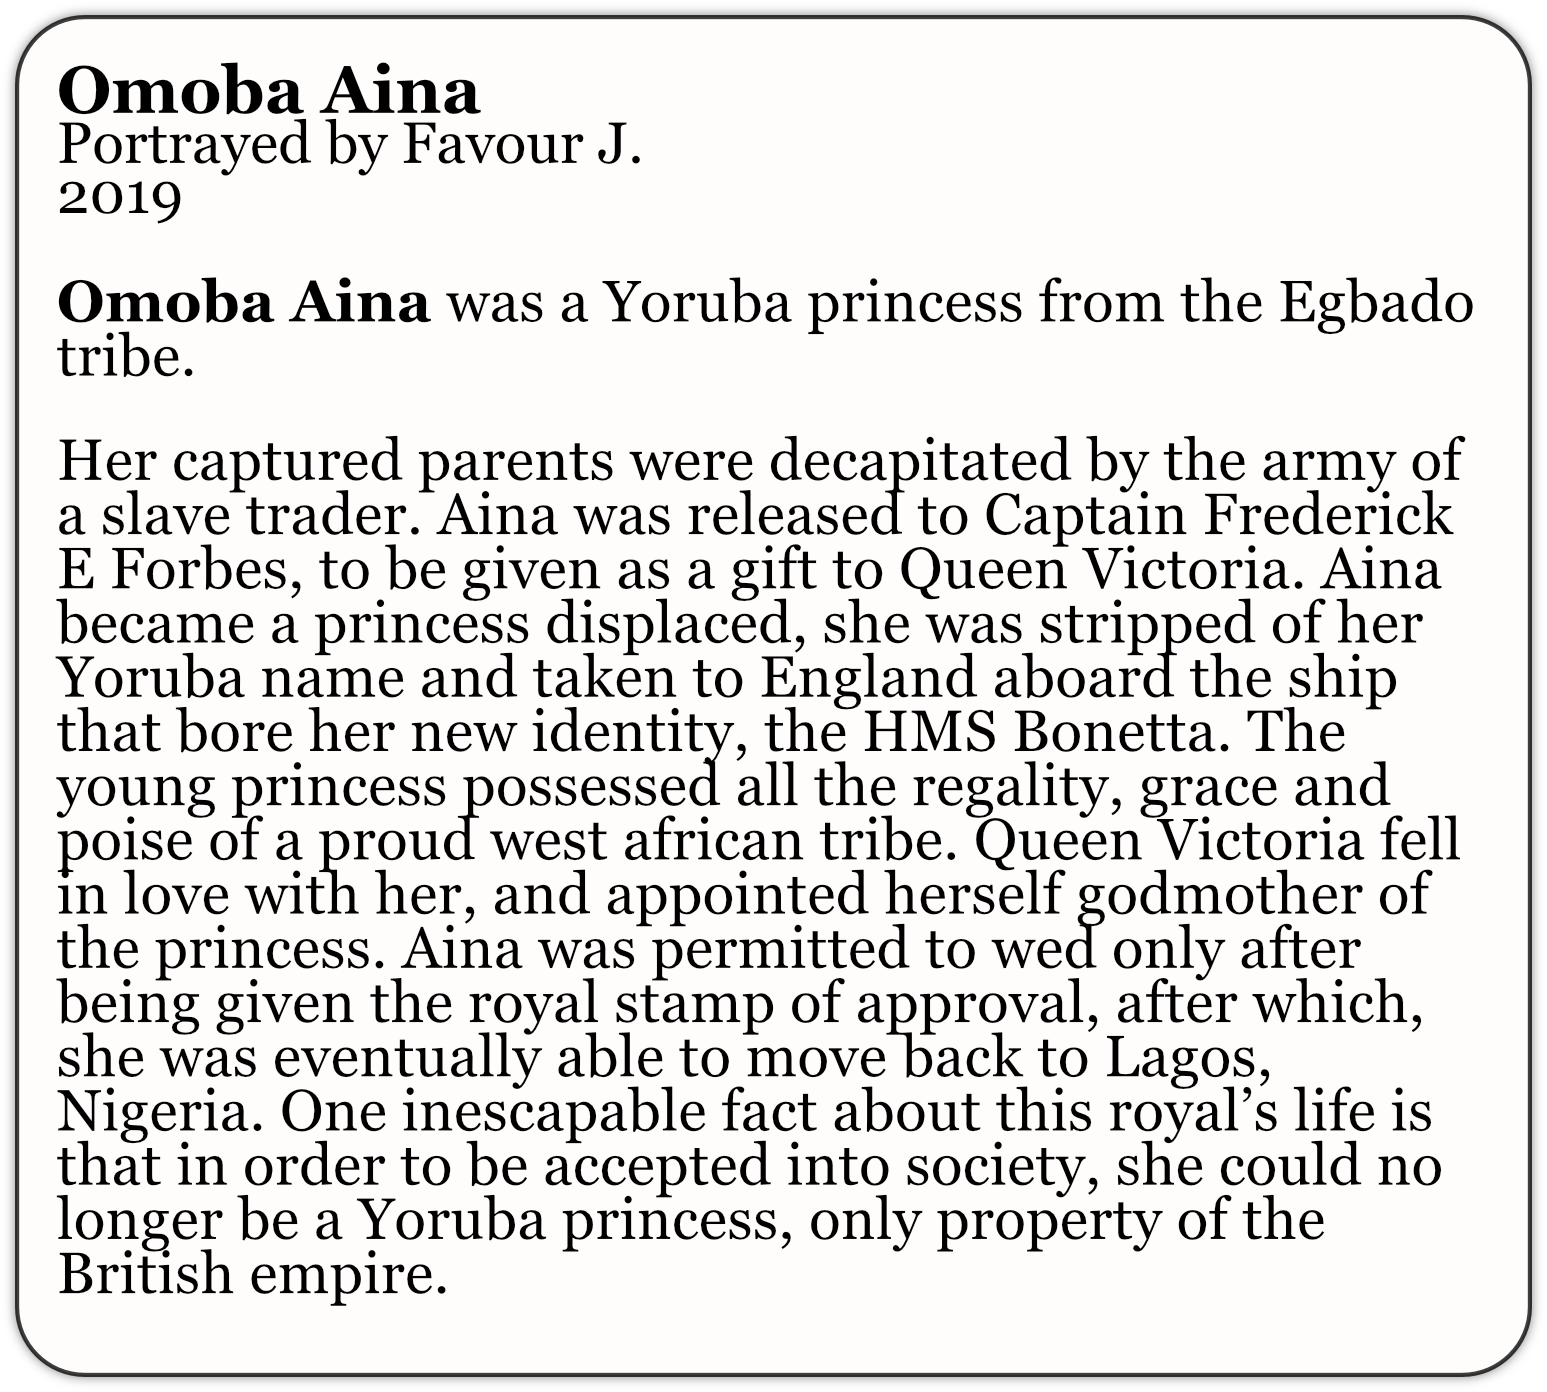 Omoba Aina
Portrayed by Favour J.
2019
Omoba Aina was a Yoruba princess from the Egbado
tribe.
Her captured parents were decapitated by the army of
a slave trader. Aina was released to Captain Frederick
E Forbes, to be given as a gift to Queen Victoria. Aina
became a princess displaced, she was stripped of her
Yoruba name and taken to England aboard the ship
that bore her new identity, the HMS Bonetta. The
young princess possessed all the regality, grace and
poise of a proud west african tribe. Queen Victoria fell
in love with her, and appointed herself godmother of
the princess. Aina was permitted to wed only after
being given the royal stamp of approval, after which,
she was eventually able to move back to Lagos,
Nigeria. One inescapable fact about this royal’s life is
that in order to be accepted into society, she could no
longer be a Yoruba princess, only property of the
British empire.